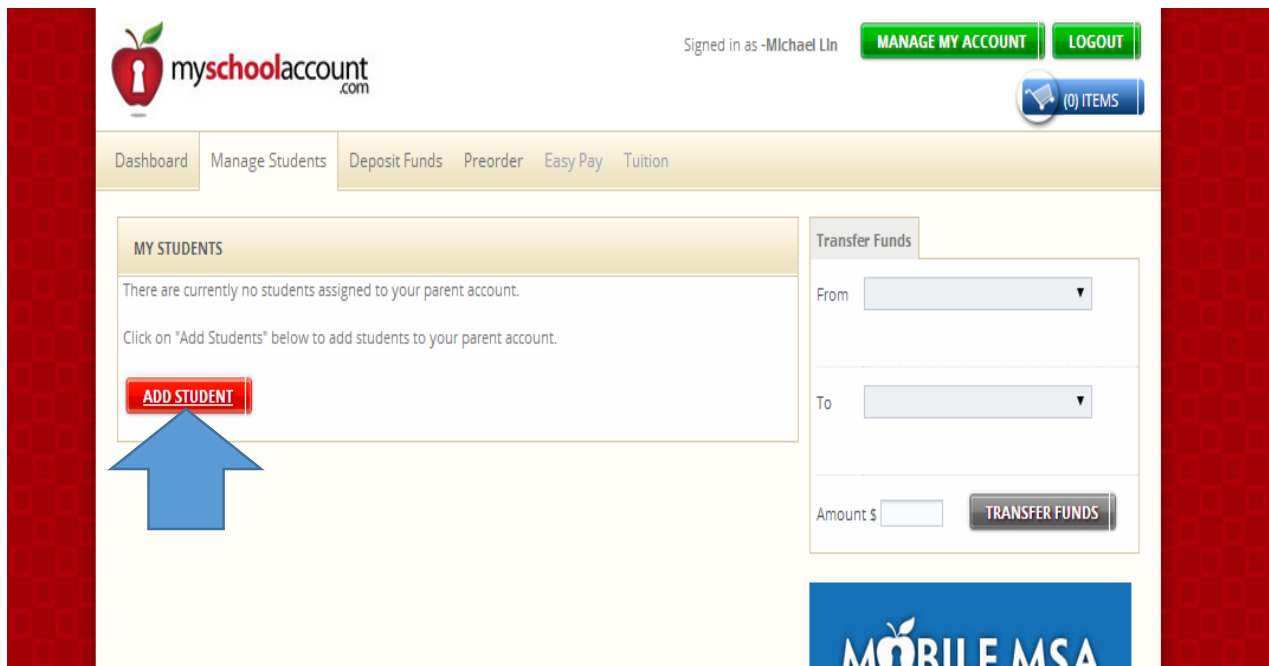 myschoolaccount
.com
Signed in as -MIchael LIn
MANAGE MY ACCOUNT
LOGOUT
(0) ITEMS
Dashboard Manage Students Deposit Funds Preorder Easy Pay Tuition
MY STUDENTS
There are currently no students assigned to your parent account.
Click on "Add Students" below to add students to your parent account.
ADD STUDENT
Transfer Funds
From
To
Amount $
TRANSFER FUNDS
MOBILE MSA